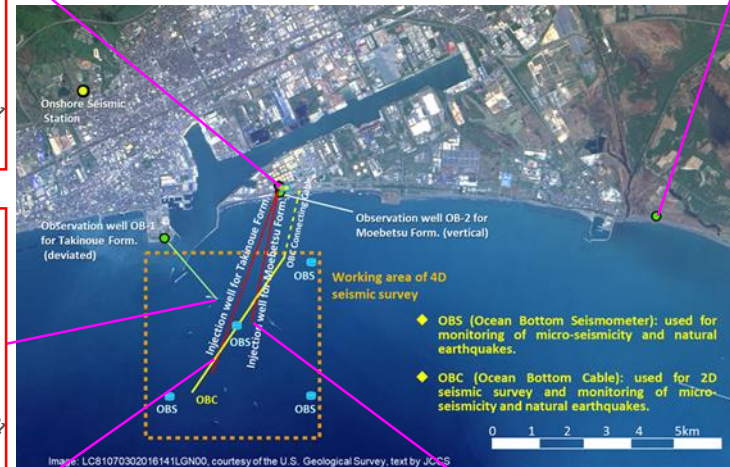 Onshore Seismic
Station
Observation well OB-1
for Takinoue Form.
(deviated)
Injection well for Takinoue Form.
Injection well for Moebetsu Form.
OBC Connecting
Observation well OB-2 for
Moebetsu Form. (vertical)
Working area of 4D
seismic survey
OBS
OBS
OBS
OBS
OBC
◆ OBS (Ocean Bottom Seismometer): used for
monitoring of micro-seismicity and natural
earthquakes.
◆ OBC (Ocean Bottom Cable): used for 2D
seismic survey and monitoring of micro-
seismicity and natural earthquakes.
0 1 2 3 4 5km
Image: LC81070302016141LGN00, courtesy of the U.S. Geological Survey, text by JCCS